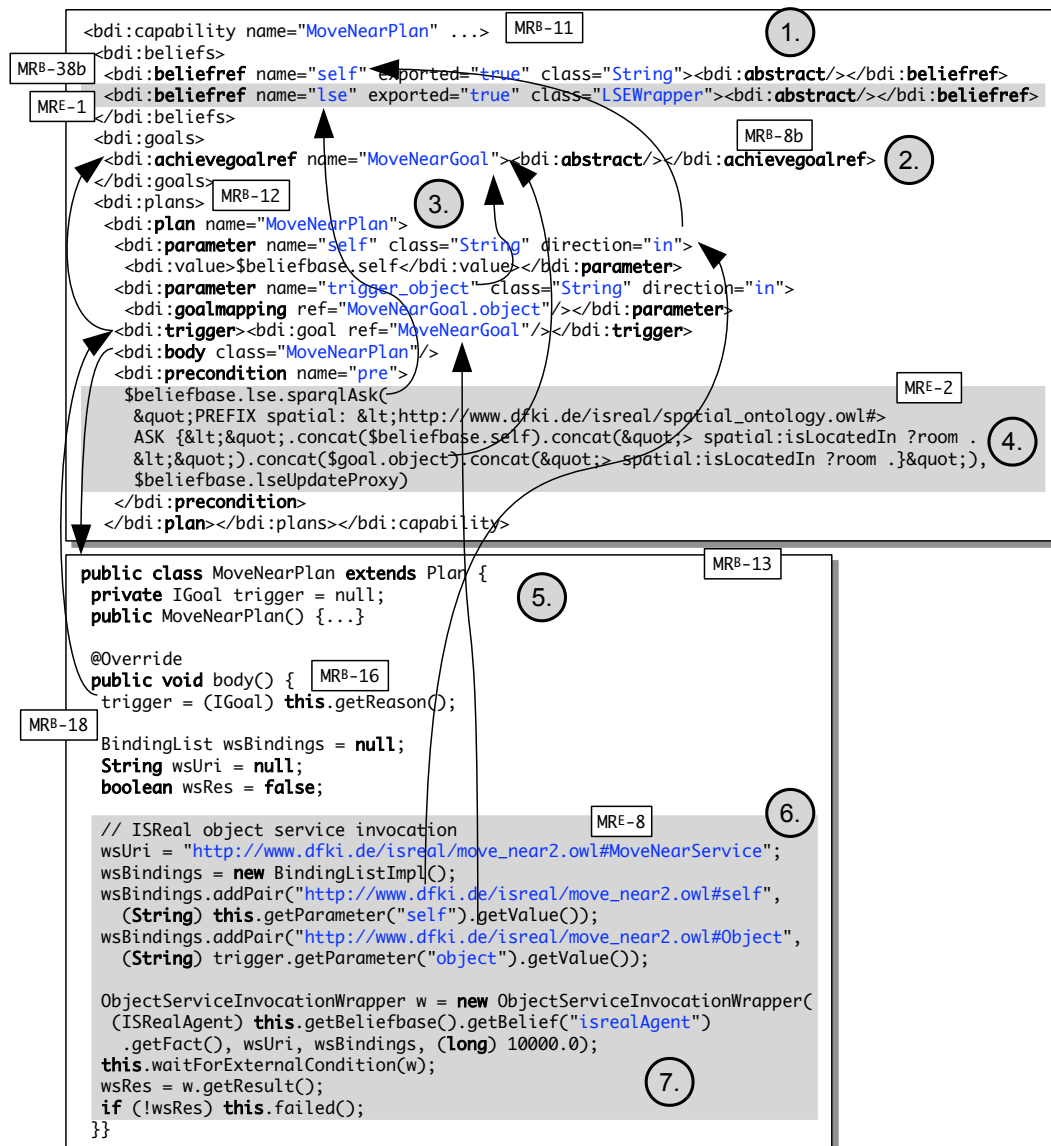 <bdi:capability name="MoveNearPlan" ...> MRB-11 1.
<bdi:beliefs>
MRB-38b <bdi:beliefref name="self" exported="true" class="String"><bdi:abstract/></bdi:beliefref>
MRE-1 <bdi:beliefref name="lse" exported="true" class="LSEWrapper"><bdi:abstract/></bdi:beliefref>
</bdi:beliefs>
<bdi:goals> MRB-8b
<bdi:achievegoalref name="MoveNearGoal"><bdi:abstract/></bdi:achievegoalref> 2.
</bdi:goals>
<bdi:plans> MRB-12 3.
<bdi:plan name="MoveNearPlan">
<bdi:parameter name="self" class="String" direction="in">
<bdi:value>$beliefbase.self</bdi:value></bdi:parameter>
<bdi:parameter name="trigger_object" class="String" direction="in">
<bdi:goalmapping ref="MoveNearGoal.object"/></bdi:parameter>
<bdi:trigger><bdi:goal ref="MoveNearGoal"/></bdi:trigger>
<bdi:body class="MoveNearPlan"/>
<bdi:precondition name="pre">
$beliefbase.lse.sparqlAsk( MRE-2
&quot;PREFIX spatial: &lt;http://www.dfki.de/isreal/spatial_ontology.owl#>
ASK {&lt;&quot;.concat($beliefbase.self).concat(&quot;> spatial:isLocatedIn ?room . 4.
&lt;&quot;).concat($goal.object).concat(&quot;> spatial:isLocatedIn ?room .}&quot;),
$beliefbase.lseUpdateProxy)
</bdi:precondition>
</bdi:plan></bdi:plans></bdi:capability>
public class MoveNearPlan extends Plan { MRB-13
private IGoal trigger = null; 5.
public MoveNearPlan() {...}
@Override
public void body() { MRB-16
trigger = (IGoal) this.getReason();
MRB-18
BindingList wsBindings = null;
String wsUri = null;
boolean wsRes = false;
6.
// ISReal object service invocation MRE-8
wsUri = "http://www.dfki.de/isreal/move_near2.owl#MoveNearService";
wsBindings = new BindingListImpl();
wsBindings.addPair("http://www.dfki.de/isreal/move_near2.owl#self",
(String) this.getParameter("self").getValue());
wsBindings.addPair("http://www.dfki.de/isreal/move_near2.owl#Object",
(String) trigger.getParameter("object").getValue());
ObjectServiceInvocationWrapper w = new ObjectServiceInvocationWrapper(
(ISRealAgent) this.getBeliefbase().getBelief("isrealAgent")
.getFact(), wsUri, wsBindings, (long) 10000.0);
this.waitForExternalCondition(w);
wsRes = w.getResult(); 7.
if (!wsRes) this.failed();
}}